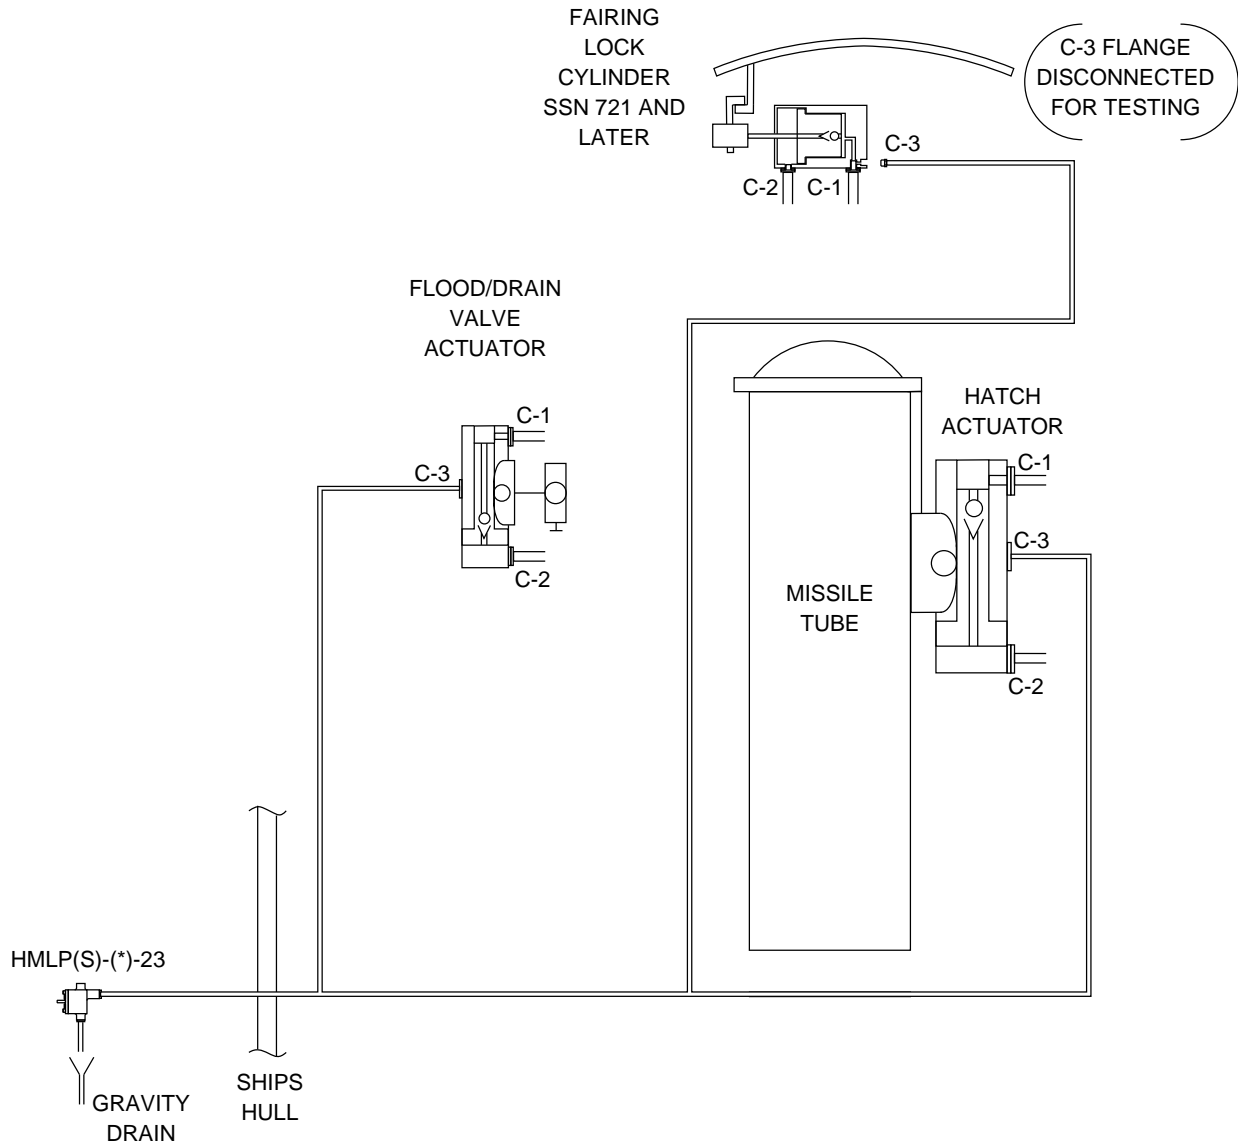 FAIRING
LOCK
CYLINDER
SSN 721 AND
LATER
C-3 FLANGE
DISCONNECTED
FOR TESTING
C-3
C-2
C-1
FLOOD/DRAIN
VALVE
ACTUATOR
C-1
C-3
C-2
HATCH
ACTUATOR
C-1
C-3
C-2
MISSILE
TUBE
HMLP(S)-(*)-23
GRAVITY
DRAIN
SHIPS
HULL